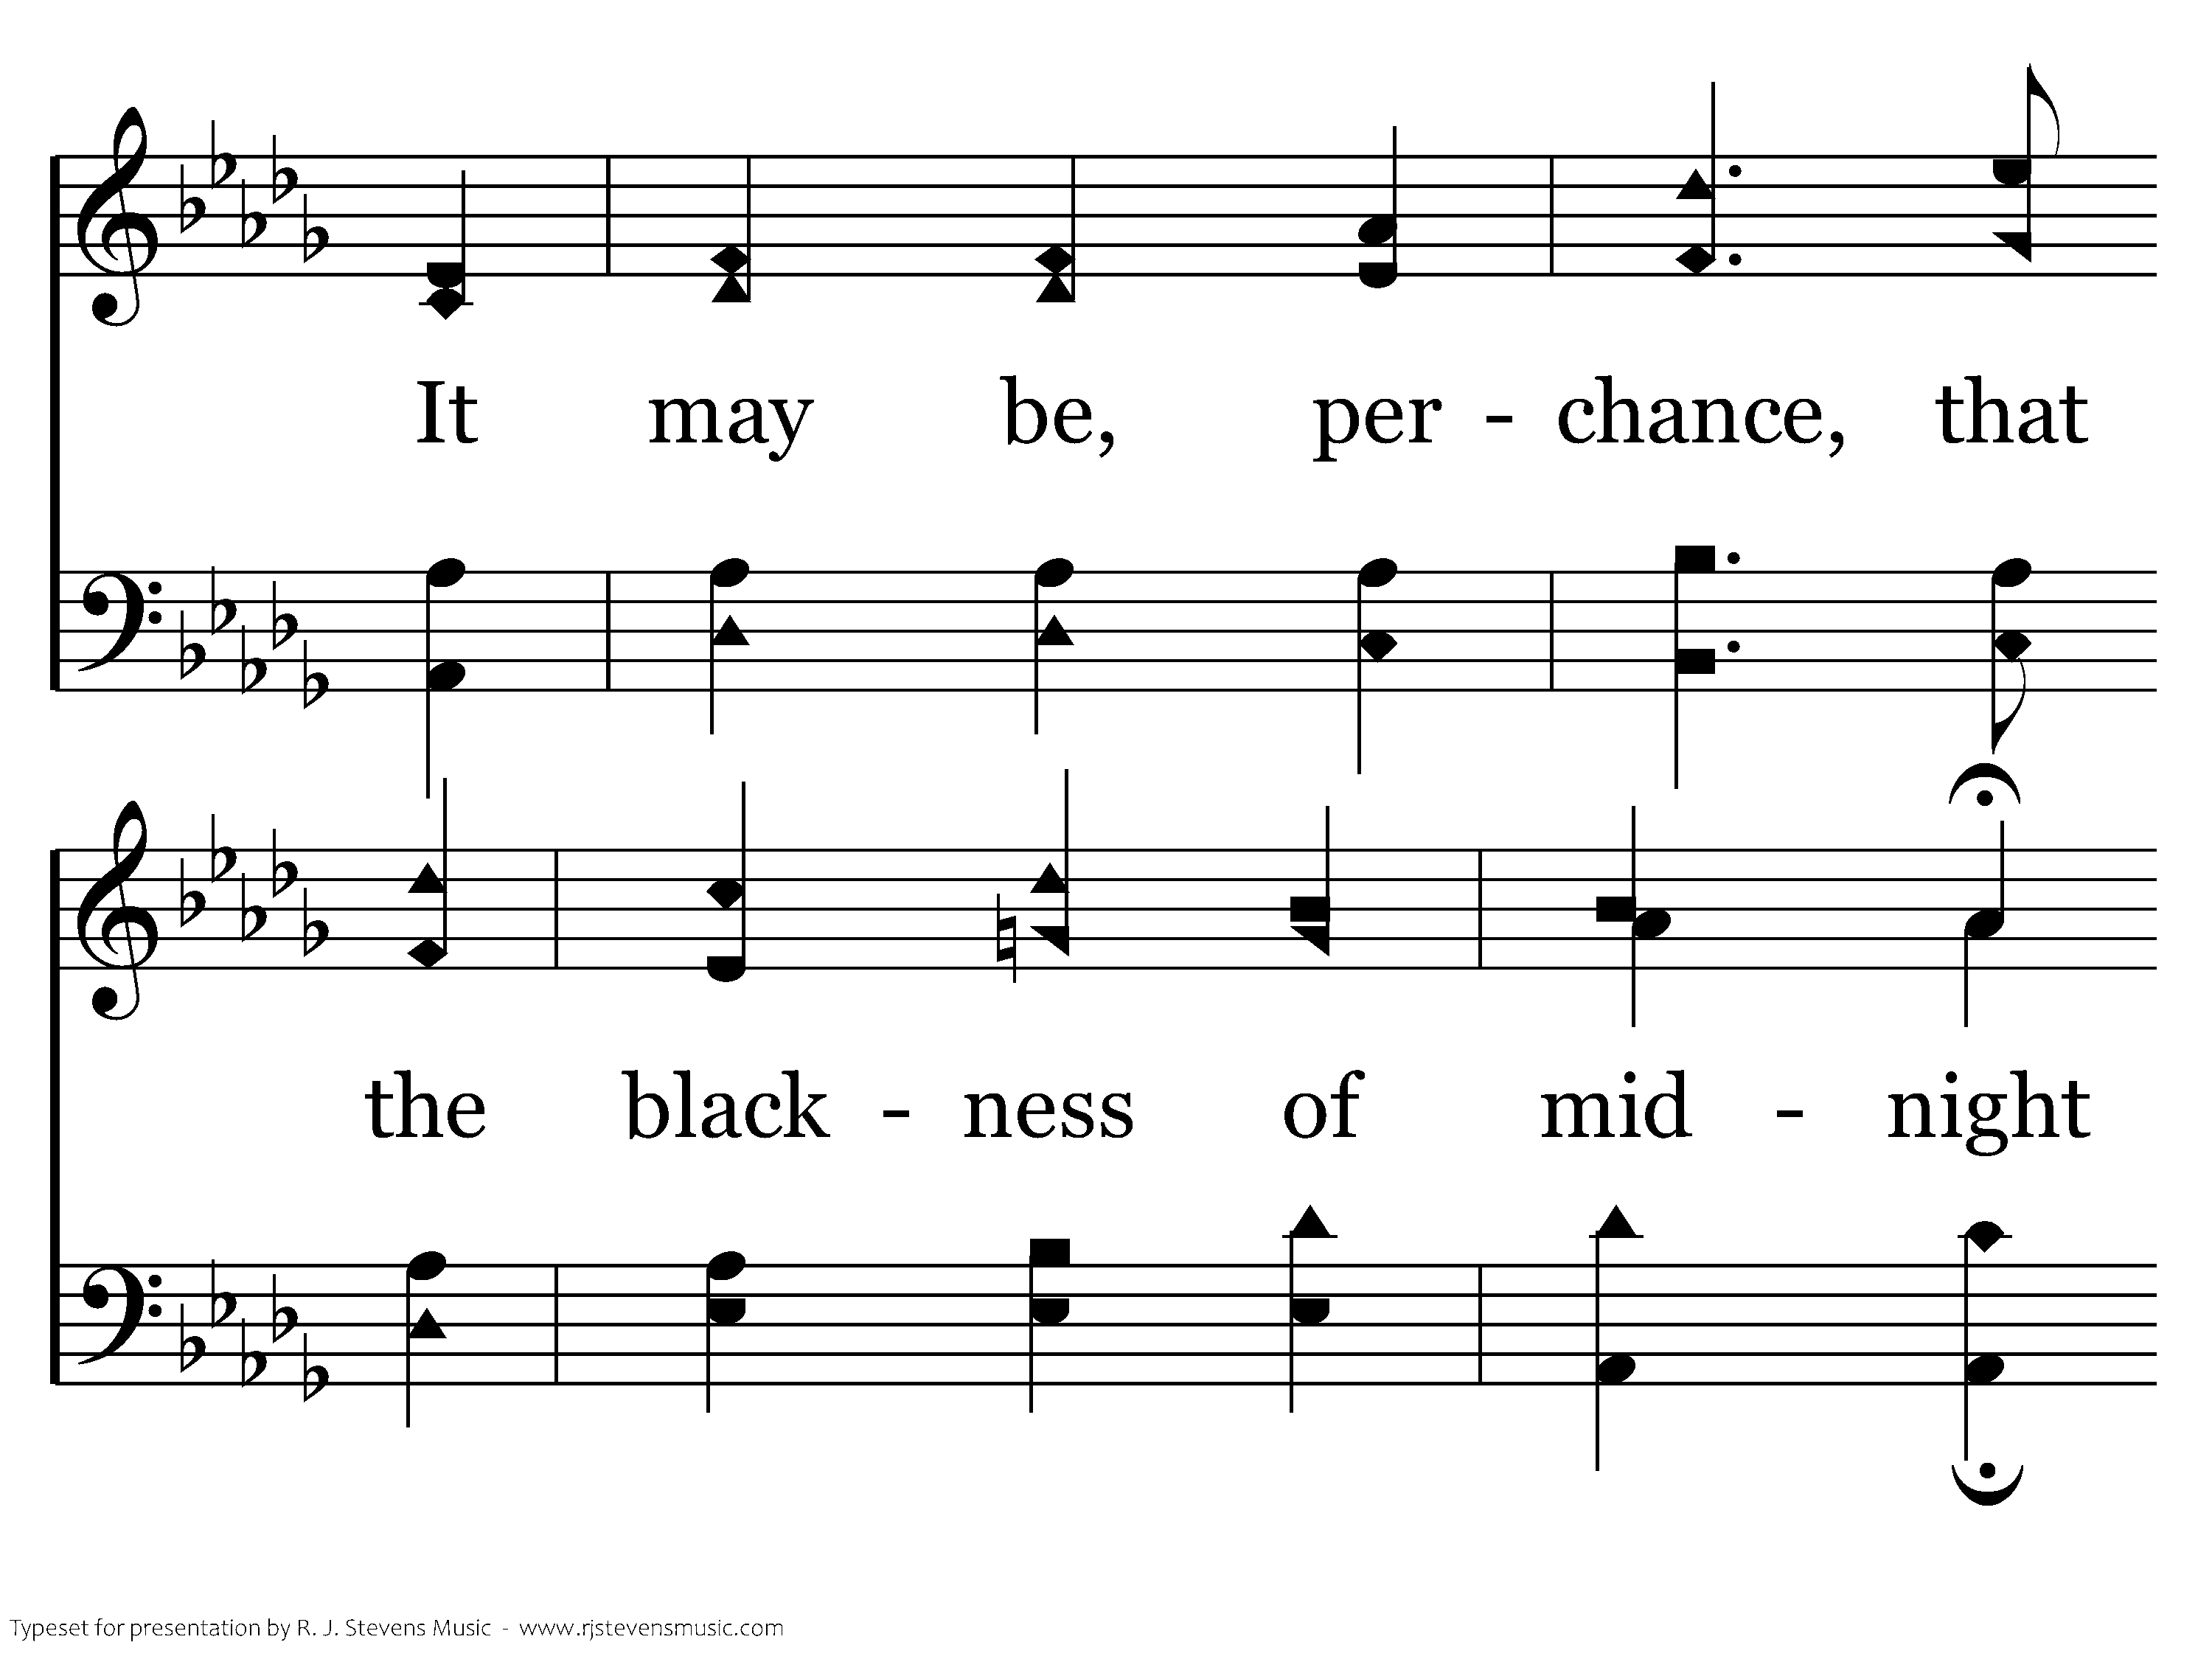 It may be, per - chance, that
the black - ness of mid - night
Typeset for presentation by R. J. Stevens Music - www.rjstevensmusic.com